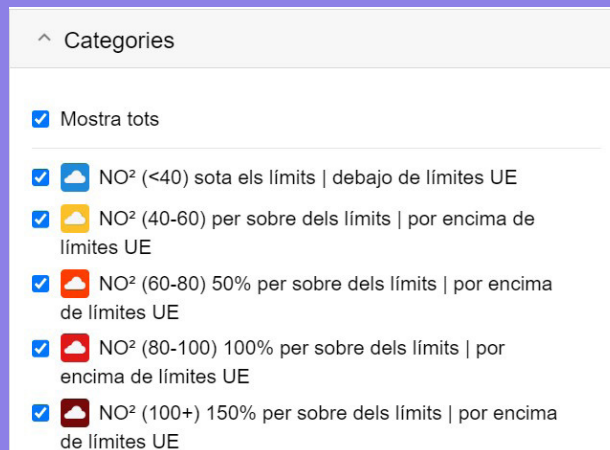 Categories
Mostra tots
NO² (<40) sota els límits | debajo de límites UE
NO² (40-60) per sobre dels límits | por encima de
límites UE
NO² (60-80) 50% per sobre dels límits | por encima
de límites UE
NO² (80-100) 100% per sobre dels límits | por
encima de límites UE
NO² (100+) 150% per sobre dels límits | por encima
de límites UE